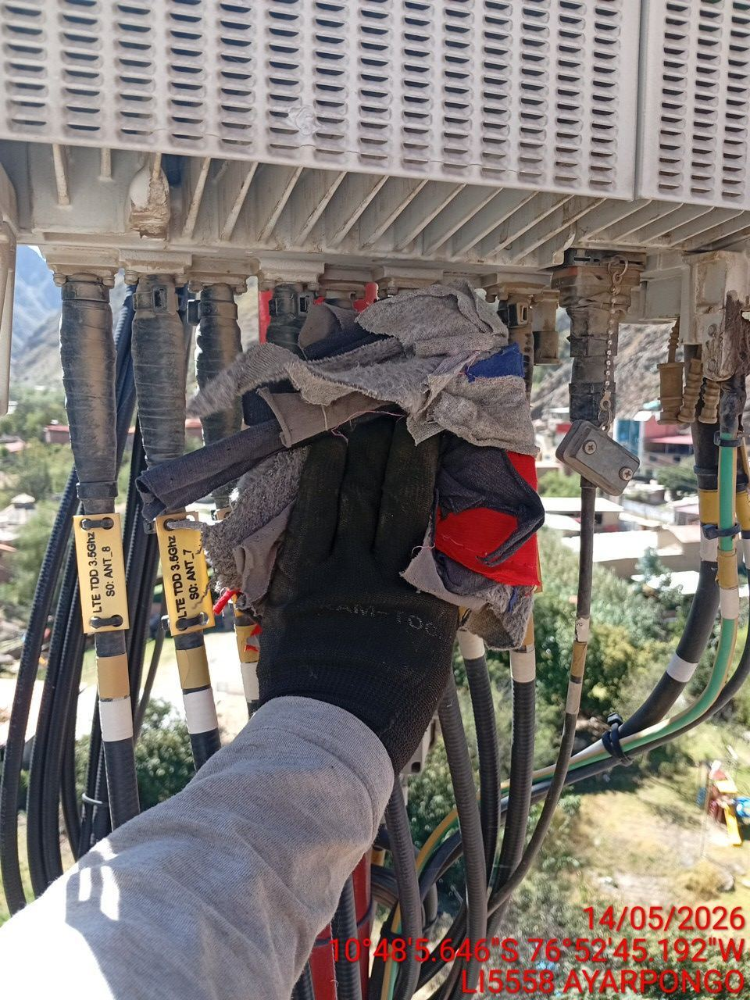 LTE TDD 3.5Ghz
S0: ANT_8
LTE TDD 3.5Ghz
S0: ANT_7
14/05/2026
10°48'5.646"S 76°52'45.192"W
LI5558 AYARPONGO